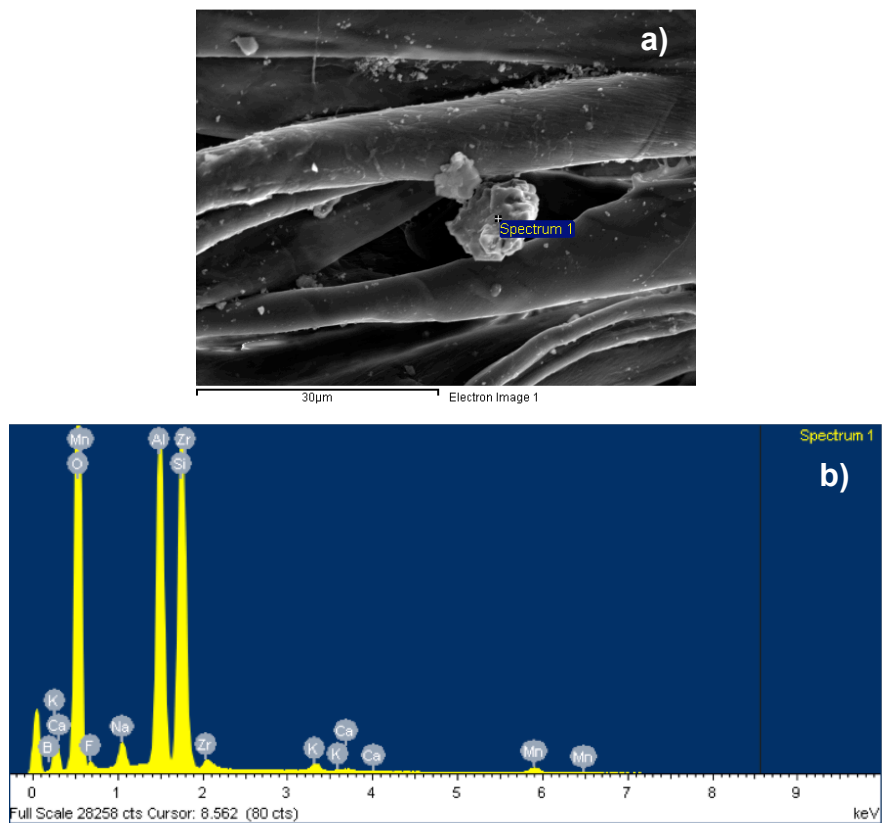 a)
Spectrum 1
30µm Electron Image 1
Spectrum 1
b)
Mn Al Zr
O Si
K
Ca
B F Na Zr K K Ca Ca Mn Mn
0 1 2 3 4 5 6 7 8 9
Full Scale 28258 cts Cursor: 8.562 (80 cts) keV